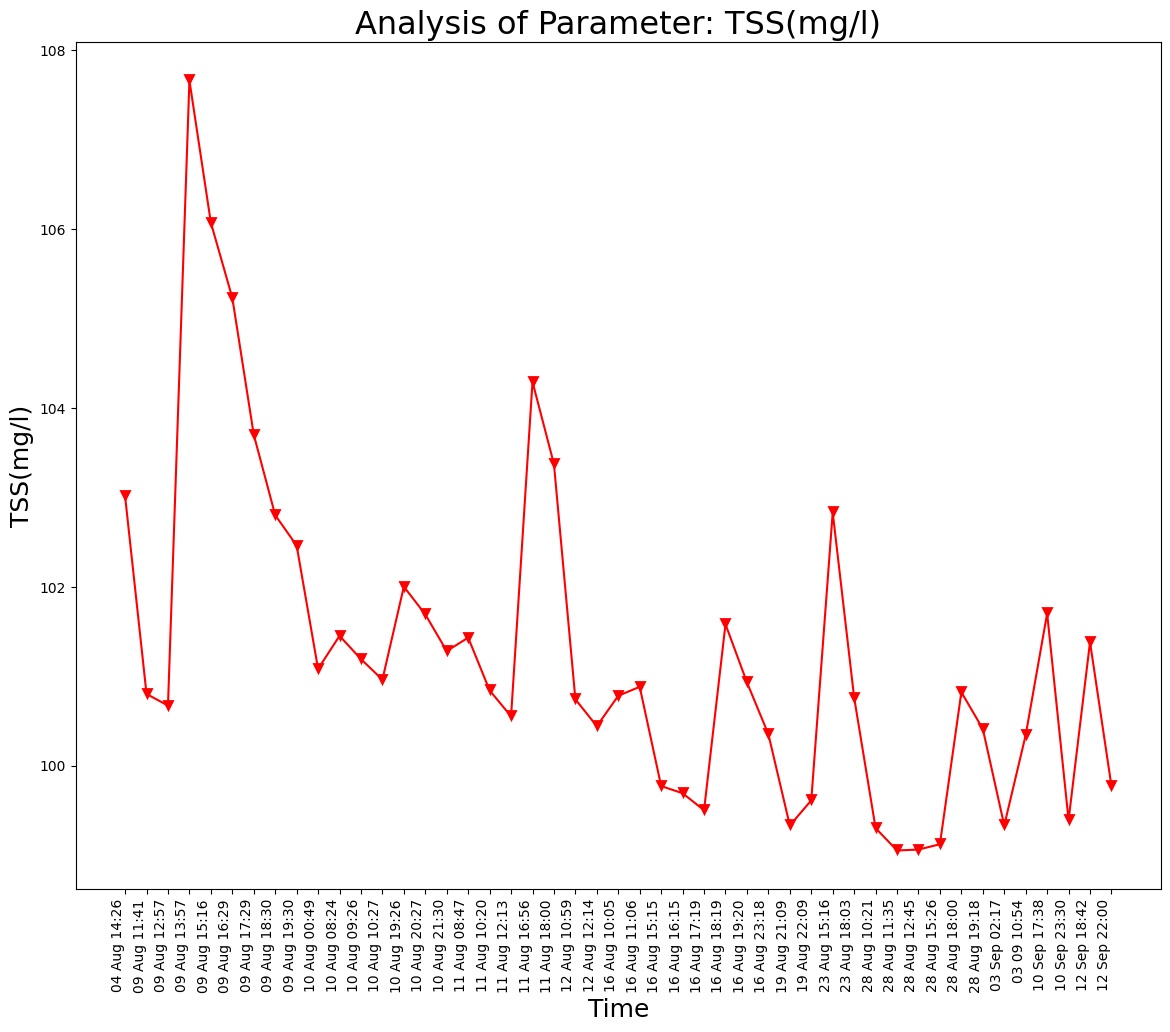 Analysis of Parameter: TSS(mg/l)
TSS(mg/l)
108
106
104
102
100
04 Aug 14:26
09 Aug 11:41
09 Aug 12:57
09 Aug 13:57
09 Aug 15:16
09 Aug 16:29
09 Aug 17:29
09 Aug 18:30
09 Aug 19:30
10 Aug 00:49
10 Aug 08:24
10 Aug 09:26
10 Aug 10:27
10 Aug 19:26
10 Aug 20:27
10 Aug 21:30
11 Aug 08:47
11 Aug 10:20
11 Aug 12:13
11 Aug 16:56
11 Aug 18:00
12 Aug 10:59
12 Aug 12:14
16 Aug 10:05
16 Aug 11:06
16 Aug 15:15
16 Aug 16:15
16 Aug 17:19
16 Aug 18:19
16 Aug 19:20
16 Aug 23:18
19 Aug 21:09
19 Aug 22:09
23 Aug 15:16
23 Aug 18:03
28 Aug 10:21
28 Aug 11:35
28 Aug 12:45
28 Aug 15:26
28 Aug 18:00
28 Aug 19:18
03 Sep 02:17
03 09 10:54
10 Sep 17:38
10 Sep 23:30
12 Sep 18:42
12 Sep 22:00
Time